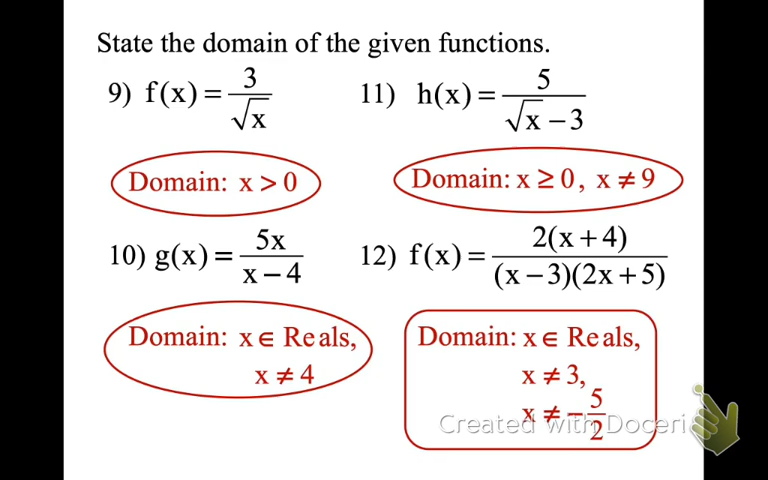 State the domain of the given functions.
9) f(x) = 3/√x
11) h(x) = 5/(√x − 3)
Domain: x > 0
Domain: x ≥ 0, x ≠ 9
10) g(x) = 5x/(x − 4)
12) f(x) = 2(x + 4)/((x − 3)(2x + 5))
Domain: x ∈ Reals,
x ≠ 4
Domain: x ∈ Reals,
x ≠ 3,
x ≠ −5/2
Created with Doceri